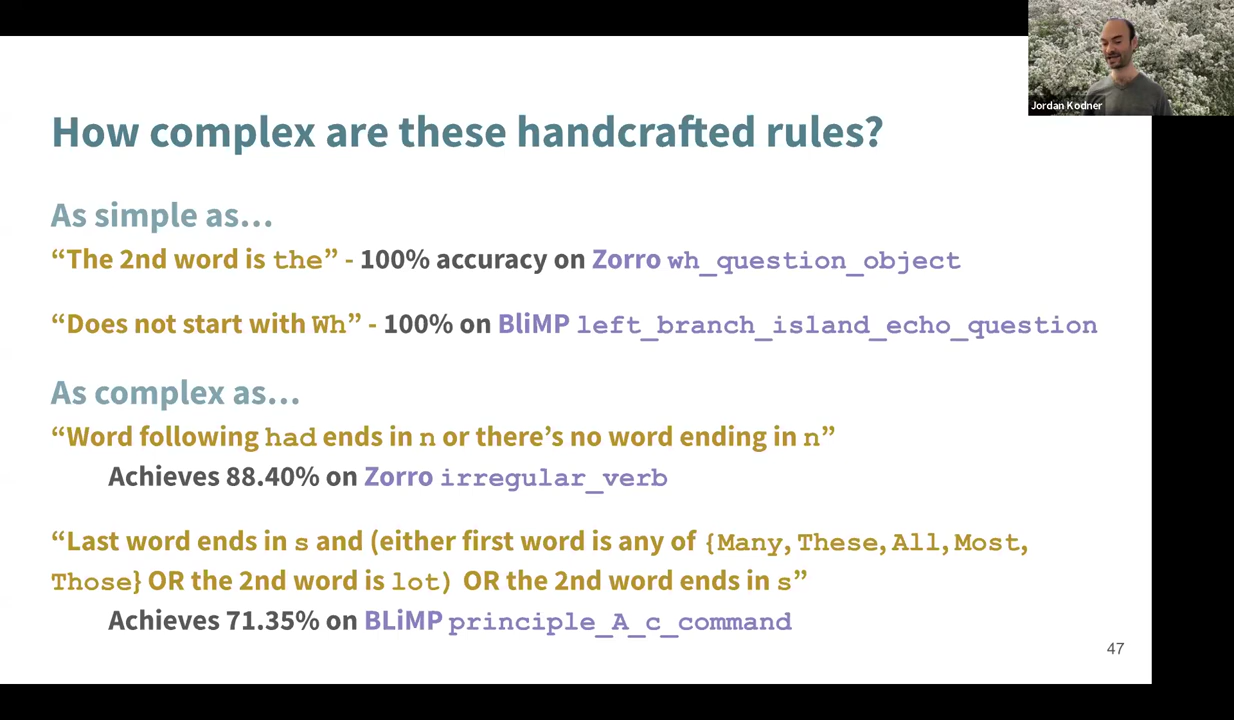 Jordan Kodner
How complex are these handcrafted rules?
As simple as…
“The 2nd word is the” - 100% accuracy on Zorro wh_question_object
“Does not start with Wh” - 100% on BliMP left_branch_island_echo_question
As complex as…
“Word following had ends in n or there’s no word ending in n”
Achieves 88.40% on Zorro irregular_verb
“Last word ends in s and (either first word is any of {Many, These, All, Most,
Those} OR the 2nd word is lot) OR the 2nd word ends in s”
Achieves 71.35% on BLiMP principle_A_c_command
47